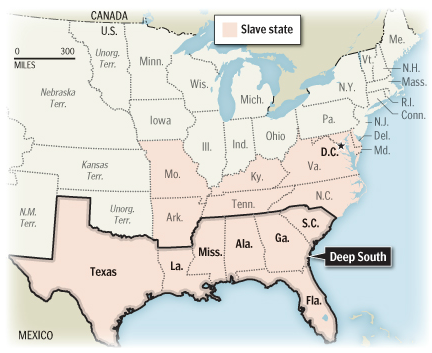 CANADA
U.S.
Slave state
0 300
MILES
Unorg.
Terr.
Minn.
Me.
Vt.
N.H.
Mass.
Wis.
Mich.
N.Y.
R.I.
Conn.
Nebraska
Terr.
Iowa
Pa.
N.J.
Ill.
Ind.
Ohio
D.C.
Del.
Md.
Kansas
Terr.
Mo.
Ky.
Va.
N.M.
Terr.
Unorg.
Terr.
Ark.
Tenn.
N.C.
S.C.
Texas
La.
Miss.
Ala.
Ga.
Deep South
Fla.
MEXICO